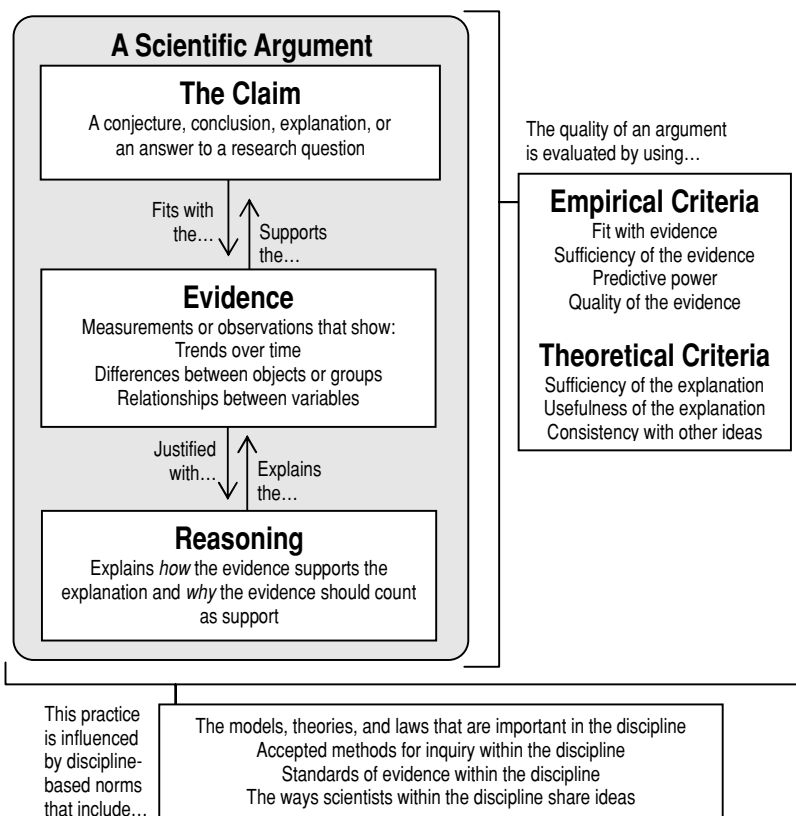 A Scientific Argument
The Claim
A conjecture, conclusion, explanation, or
an answer to a research question
Fits with
the…
Supports
the…
Evidence
Measurements or observations that show:
Trends over time
Differences between objects or groups
Relationships between variables
Justified
with…
Explains
the…
Reasoning
Explains how the evidence supports the
explanation and why the evidence should count
as support
The quality of an argument
is evaluated by using…
Empirical Criteria
Fit with evidence
Sufficiency of the evidence
Predictive power
Quality of the evidence
Theoretical Criteria
Sufficiency of the explanation
Usefulness of the explanation
Consistency with other ideas
This practice
is influenced
by discipline-
based norms
that include…
The models, theories, and laws that are important in the discipline
Accepted methods for inquiry within the discipline
Standards of evidence within the discipline
The ways scientists within the discipline share ideas